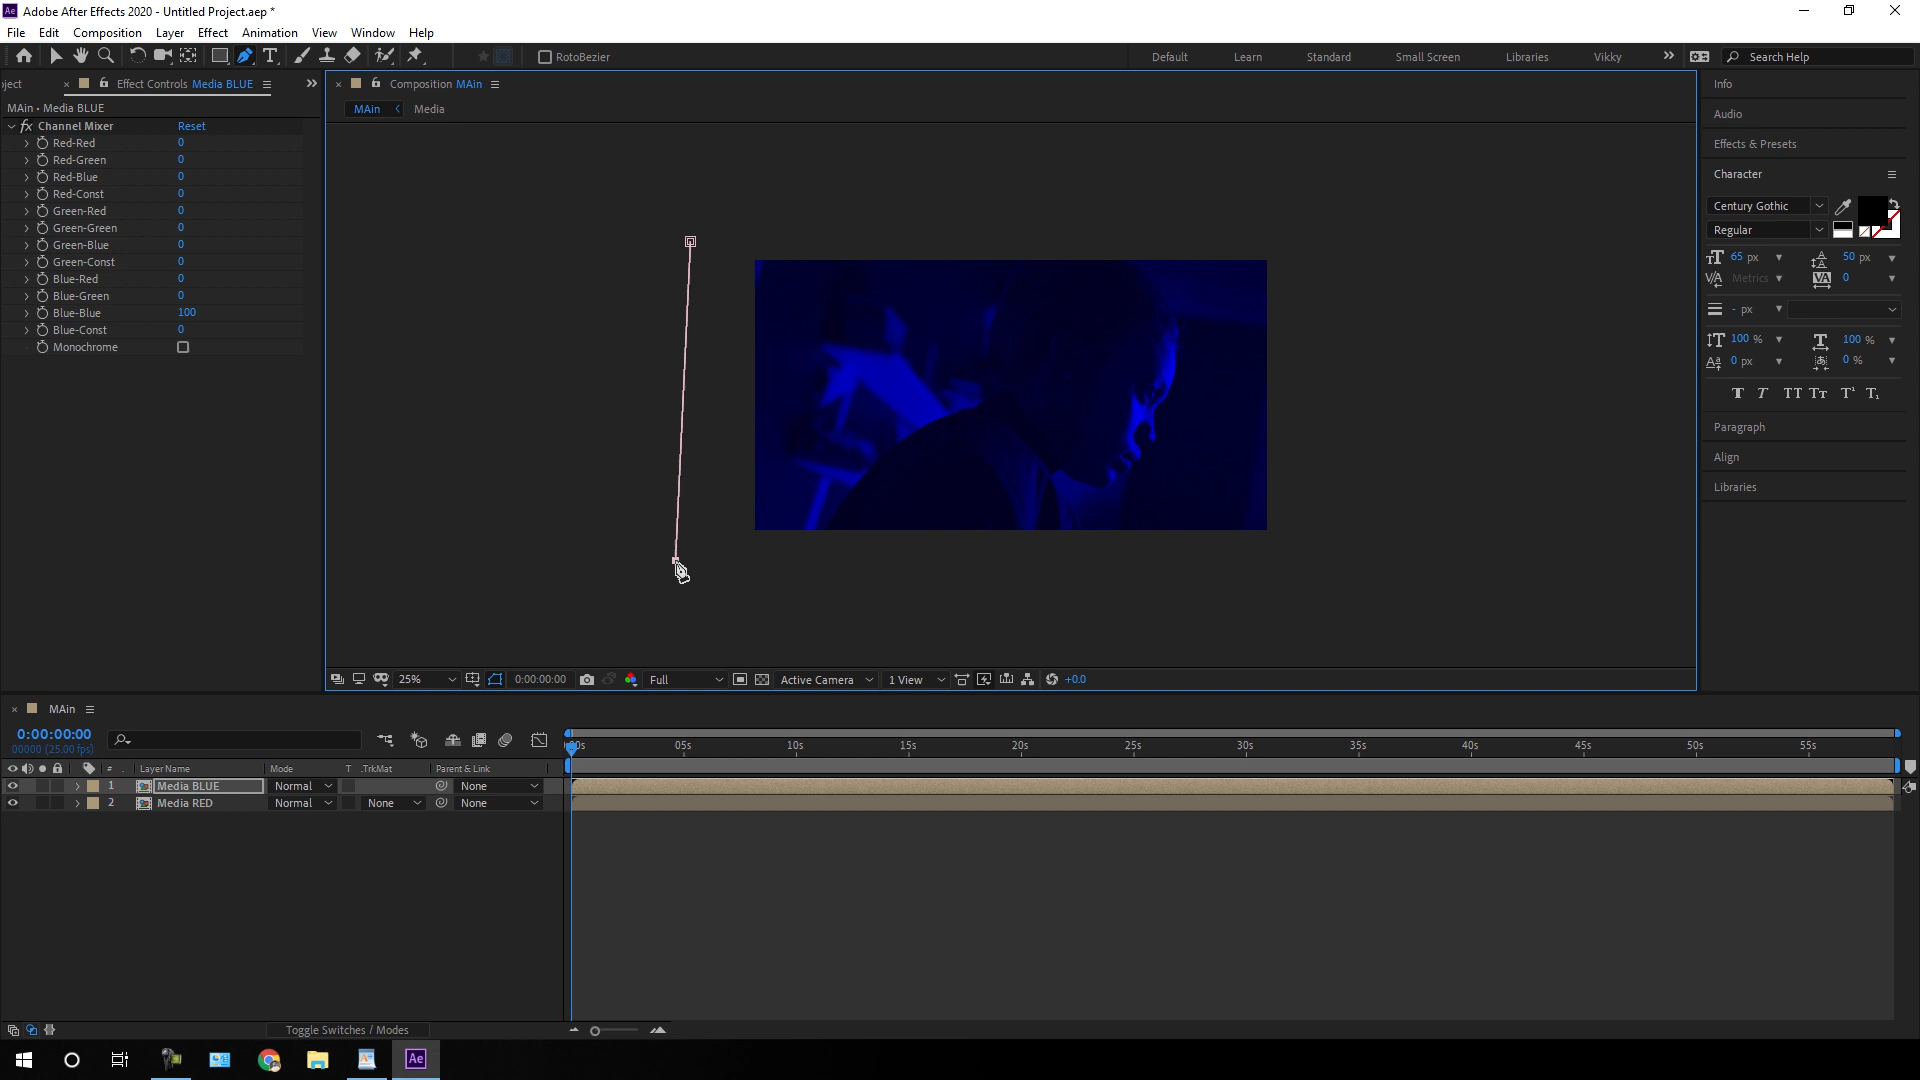 Ae Adobe After Effects 2020 - Untitled Project.aep *
File Edit Composition Layer Effect Animation View Window Help
RotoBezier Default Learn Standard Small Screen Libraries Vikky » Search Help
ject × Effect Controls Media BLUE »
MAin • Media BLUE
fx Channel Mixer Reset
Red-Red 0
Red-Green 0
Red-Blue 0
Red-Const 0
Green-Red 0
Green-Green 0
Green-Blue 0
Green-Const 0
Blue-Red 0
Blue-Green 0
Blue-Blue 100
Blue-Const 0
Monochrome
× Composition MAin
MAin < Media
25% 0:00:00:00 Full Active Camera 1 View +0.0
Info
Audio
Effects & Presets
Character
Century Gothic
Regular
65 px 50 px
Metrics 0
- px
100 % 100 %
0 px 0 %
T T TT Tт T¹ T₁
Paragraph
Align
Libraries
× MAin
0:00:00:00
00000 (25.00 fps)
:00s 05s 10s 15s 20s 25s 30s 35s 40s 45s 50s 55s
# . Layer Name Mode T .TrkMat Parent & Link
1 Media BLUE Normal None
2 Media RED Normal None None
Toggle Switches / Modes
Ae